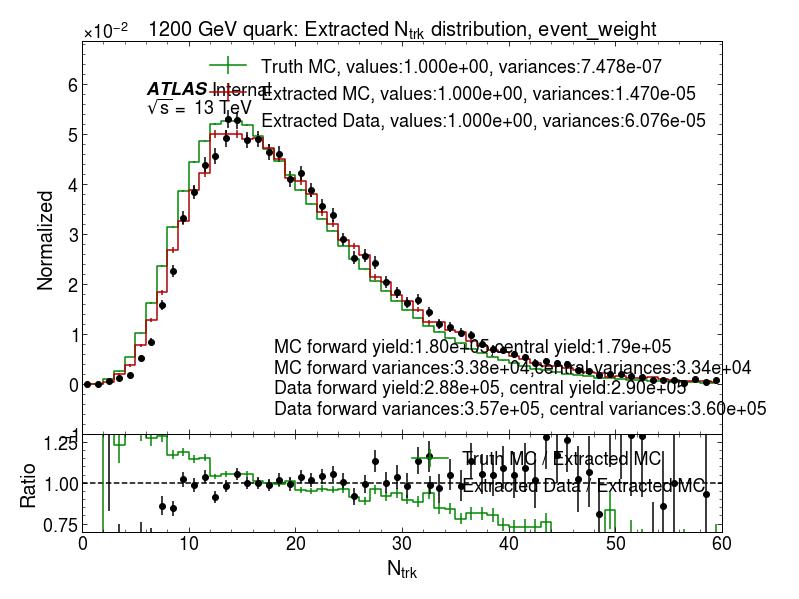 ×10−2 1200 GeV quark: Extracted Ntrk distribution, event_weight
Truth MC, values:1.000e+00, variances:7.478e-07
ATLAS Internal
Extracted MC, values:1.000e+00, variances:1.470e-05
√s = 13 TeV
Extracted Data, values:1.000e+00, variances:6.076e-05
Normalized
6
5
4
3
2
1
0
1
MC forward yield:1.80e+05,central yield:1.79e+05
MC forward variances:3.38e+04,central variances:3.34e+04
Data forward yield:2.88e+05, central yield:2.90e+05
Data forward variances:3.57e+05, central variances:3.60e+05
Ratio
1.25
1.00
0.75
Truth MC / Extracted MC
Extracted Data / Extracted MC
0 10 20 30 40 50 60
Ntrk